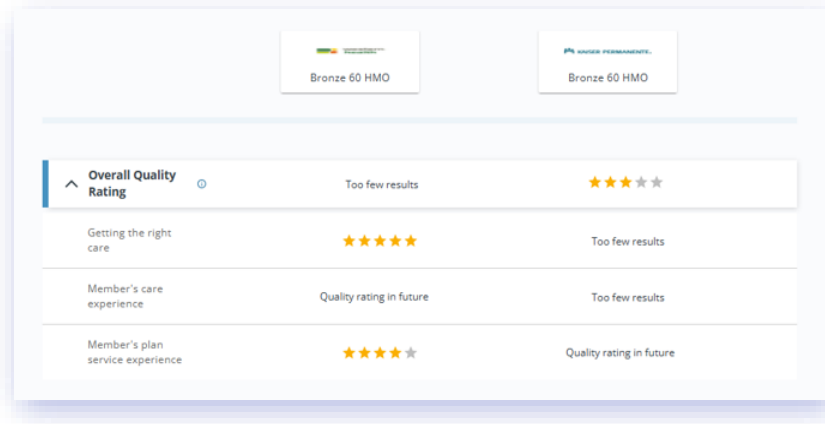 KAISER PERMANENTE.
Bronze 60 HMO
Bronze 60 HMO
Overall Quality
Rating
Too few results
Getting the right
care
Too few results
Member's care
experience
Quality rating in future
Too few results
Member's plan
service experience
Quality rating in future